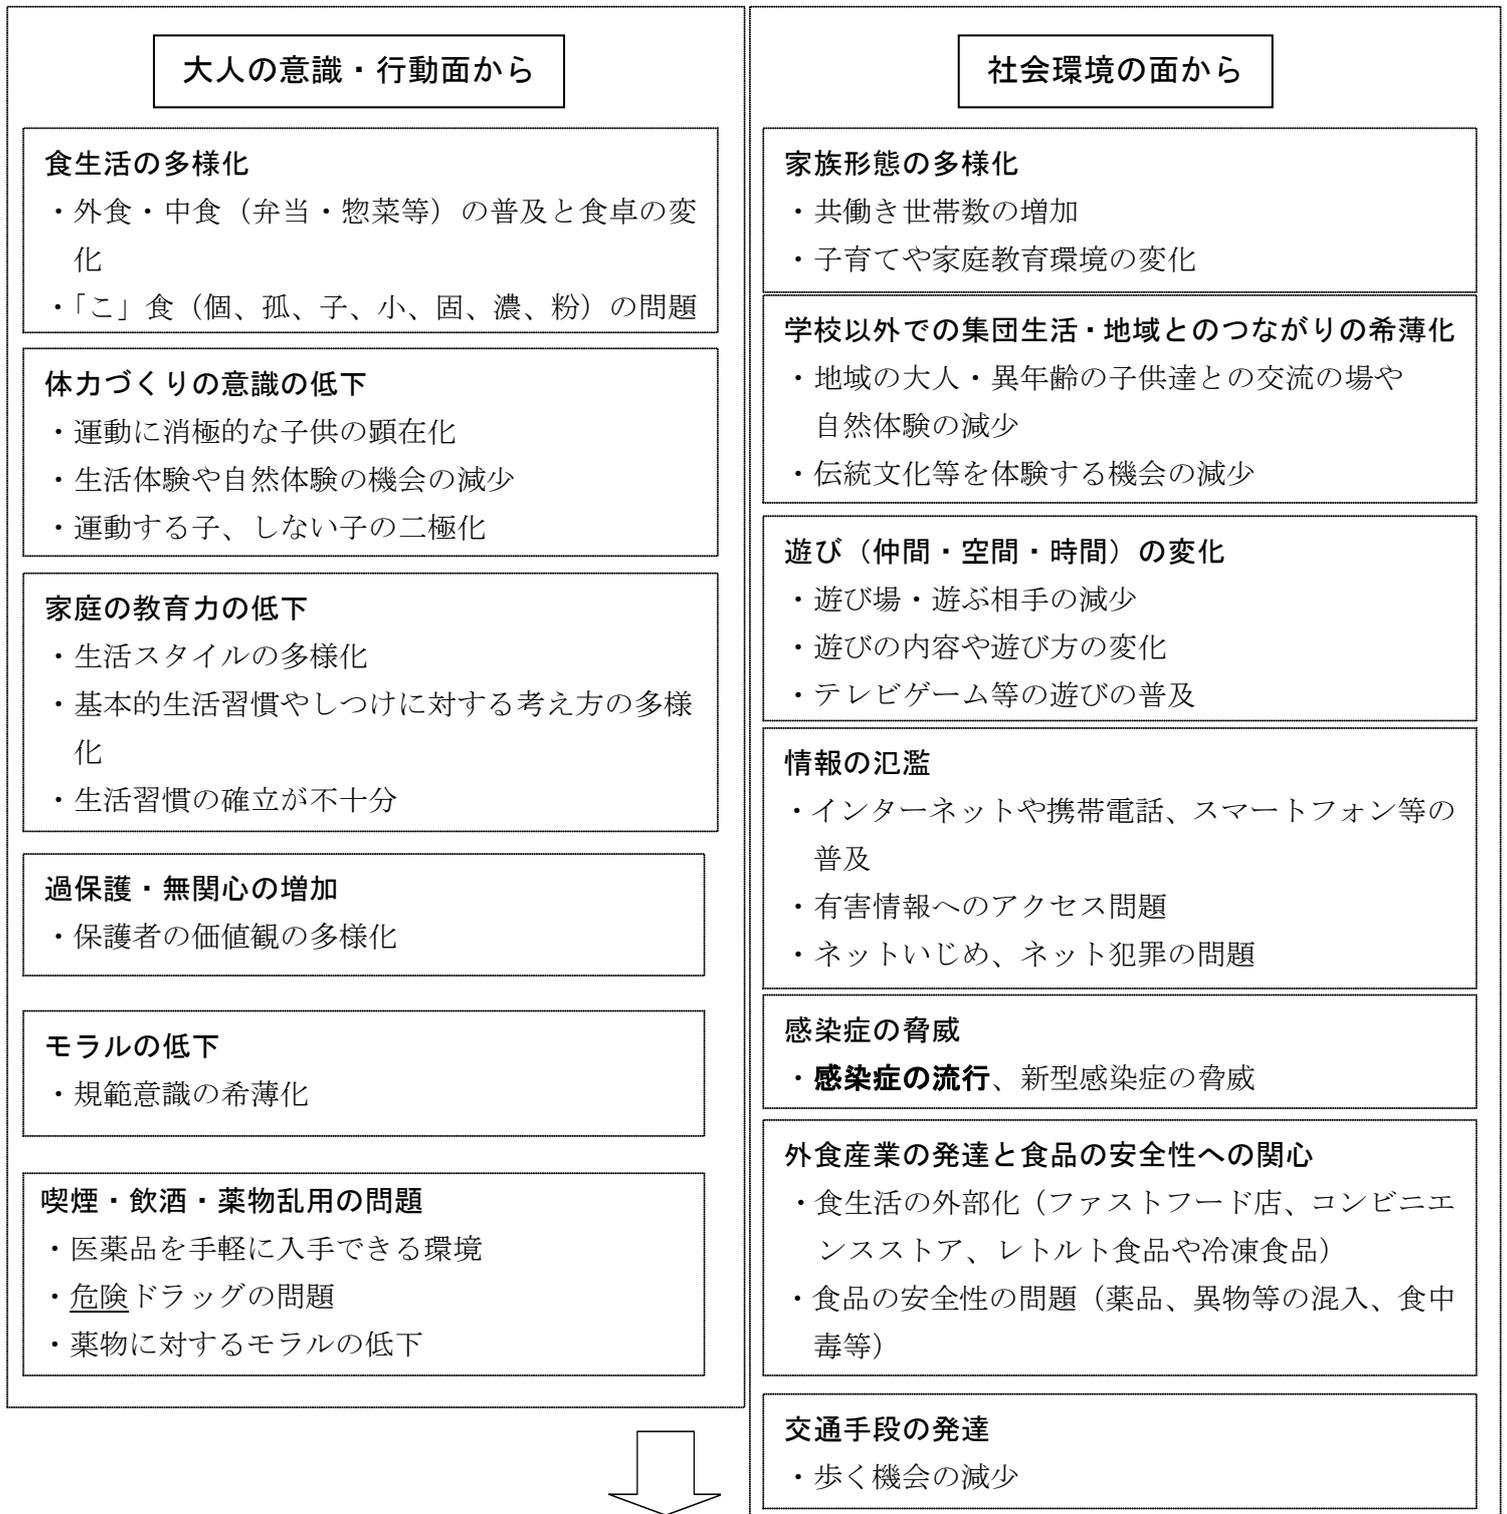 大人の意識・行動面から
食生活の多様化
・外食・中食（弁当・惣菜等）の普及と食卓の変
化
・「こ」食（個、孤、子、小、固、濃、粉）の問題
体力づくりの意識の低下
・運動に消極的な子供の顕在化
・生活体験や自然体験の機会の減少
・運動する子、しない子の二極化
家庭の教育力の低下
・生活スタイルの多様化
・基本的生活習慣やしつけに対する考え方の多様
化
・生活習慣の確立が不十分
過保護・無関心の増加
・保護者の価値観の多様化
モラルの低下
・規範意識の希薄化
喫煙・飲酒・薬物乱用の問題
・医薬品を手軽に入手できる環境
・危険ドラッグの問題
・薬物に対するモラルの低下
社会環境の面から
家族形態の多様化
・共働き世帯数の増加
・子育てや家庭教育環境の変化
学校以外での集団生活・地域とのつながりの希薄化
・地域の大人・異年齢の子供達との交流の場や
自然体験の減少
・伝統文化等を体験する機会の減少
遊び（仲間・空間・時間）の変化
・遊び場・遊ぶ相手の減少
・遊びの内容や遊び方の変化
・テレビゲーム等の遊びの普及
情報の氾濫
・インターネットや携帯電話、スマートフォン等の
普及
・有害情報へのアクセス問題
・ネットいじめ、ネット犯罪の問題
感染症の脅威
・感染症の流行、新型感染症の脅威
外食産業の発達と食品の安全性への関心
・食生活の外部化（ファストフード店、コンビニエ
ンスストア、レトルト食品や冷凍食品）
・食品の安全性の問題（薬品、異物等の混入、食中
毒等）
交通手段の発達
・歩く機会の減少